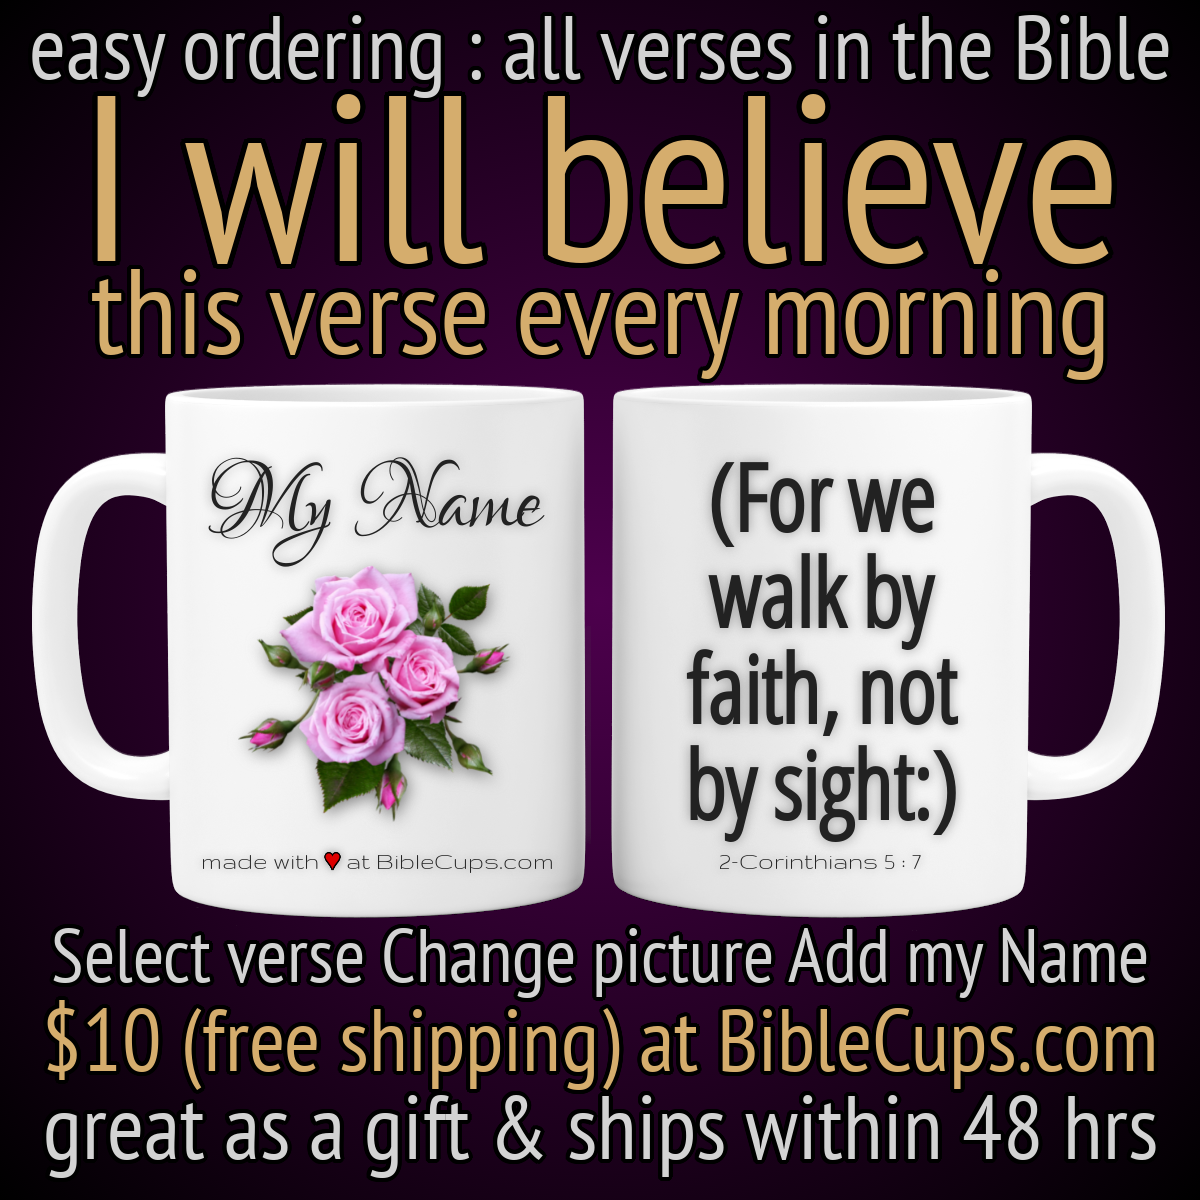 easy ordering : all verses in the Bible
I will believe
this verse every morning
My Name
made with ♥ at BibleCups.com
(For we
walk by
faith, not
by sight:)
2-Corinthians 5 : 7
Select verse Change picture Add my Name
$10 (free shipping) at BibleCups.com
great as a gift & ships within 48 hrs